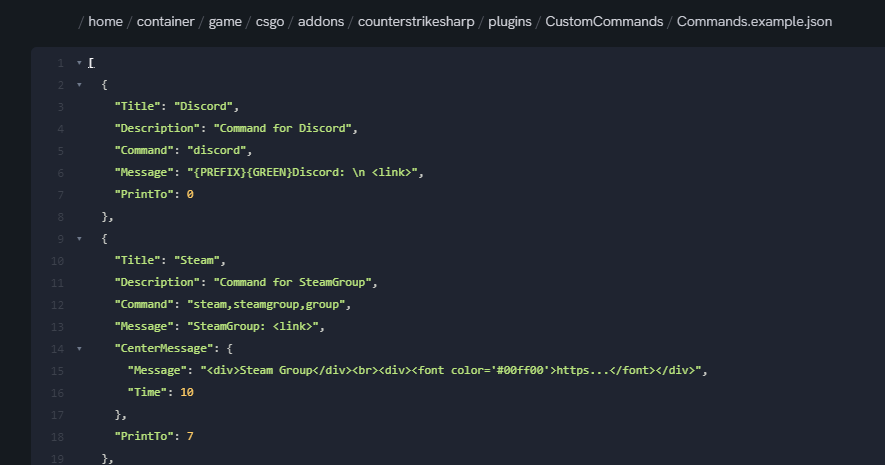 / home / container / game / csgo / addons / counterstrikesharp / plugins / CustomCommands / Commands.example.json
1 [
2 {
3 "Title": "Discord",
4 "Description": "Command for Discord",
5 "Command": "discord",
6 "Message": "{PREFIX}{GREEN}Discord: \n <link>",
7 "PrintTo": 0
8 },
9 {
10 "Title": "Steam",
11 "Description": "Command for SteamGroup",
12 "Command": "steam,steamgroup,group",
13 "Message": "SteamGroup: <link>",
14 "CenterMessage": {
15 "Message": "<div>Steam Group</div><br><div><font color='#00ff00'>https...</font></div>",
16 "Time": 10
17 },
18 "PrintTo": 7
19 },